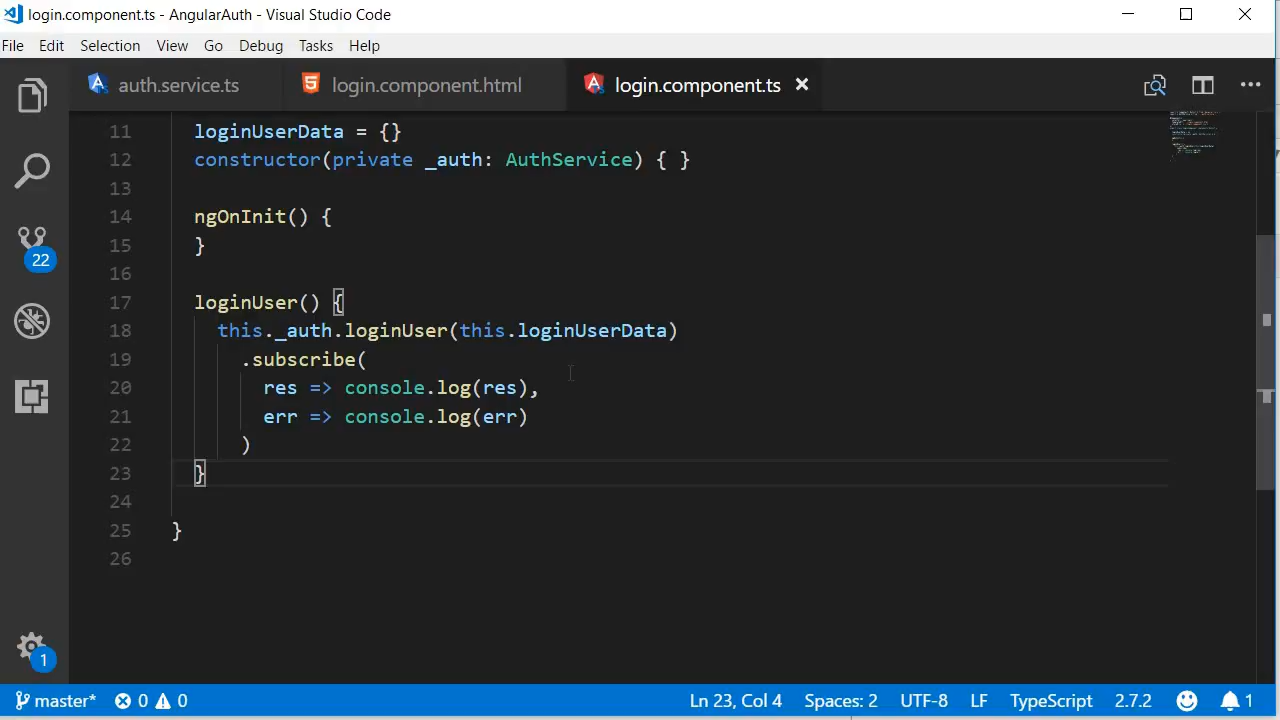 login.component.ts - AngularAuth - Visual Studio Code
File Edit Selection View Go Debug Tasks Help
auth.service.ts login.component.html login.component.ts
11 loginUserData = {}
12 constructor(private _auth: AuthService) { }
13
14 ngOnInit() {
15 }
16
17 loginUser() {
18 this._auth.loginUser(this.loginUserData)
19 .subscribe(
20 res => console.log(res),
21 err => console.log(err)
22 )
23 }
24
25 }
26
22
1
master* 0 0 Ln 23, Col 4 Spaces: 2 UTF-8 LF TypeScript 2.7.2 1